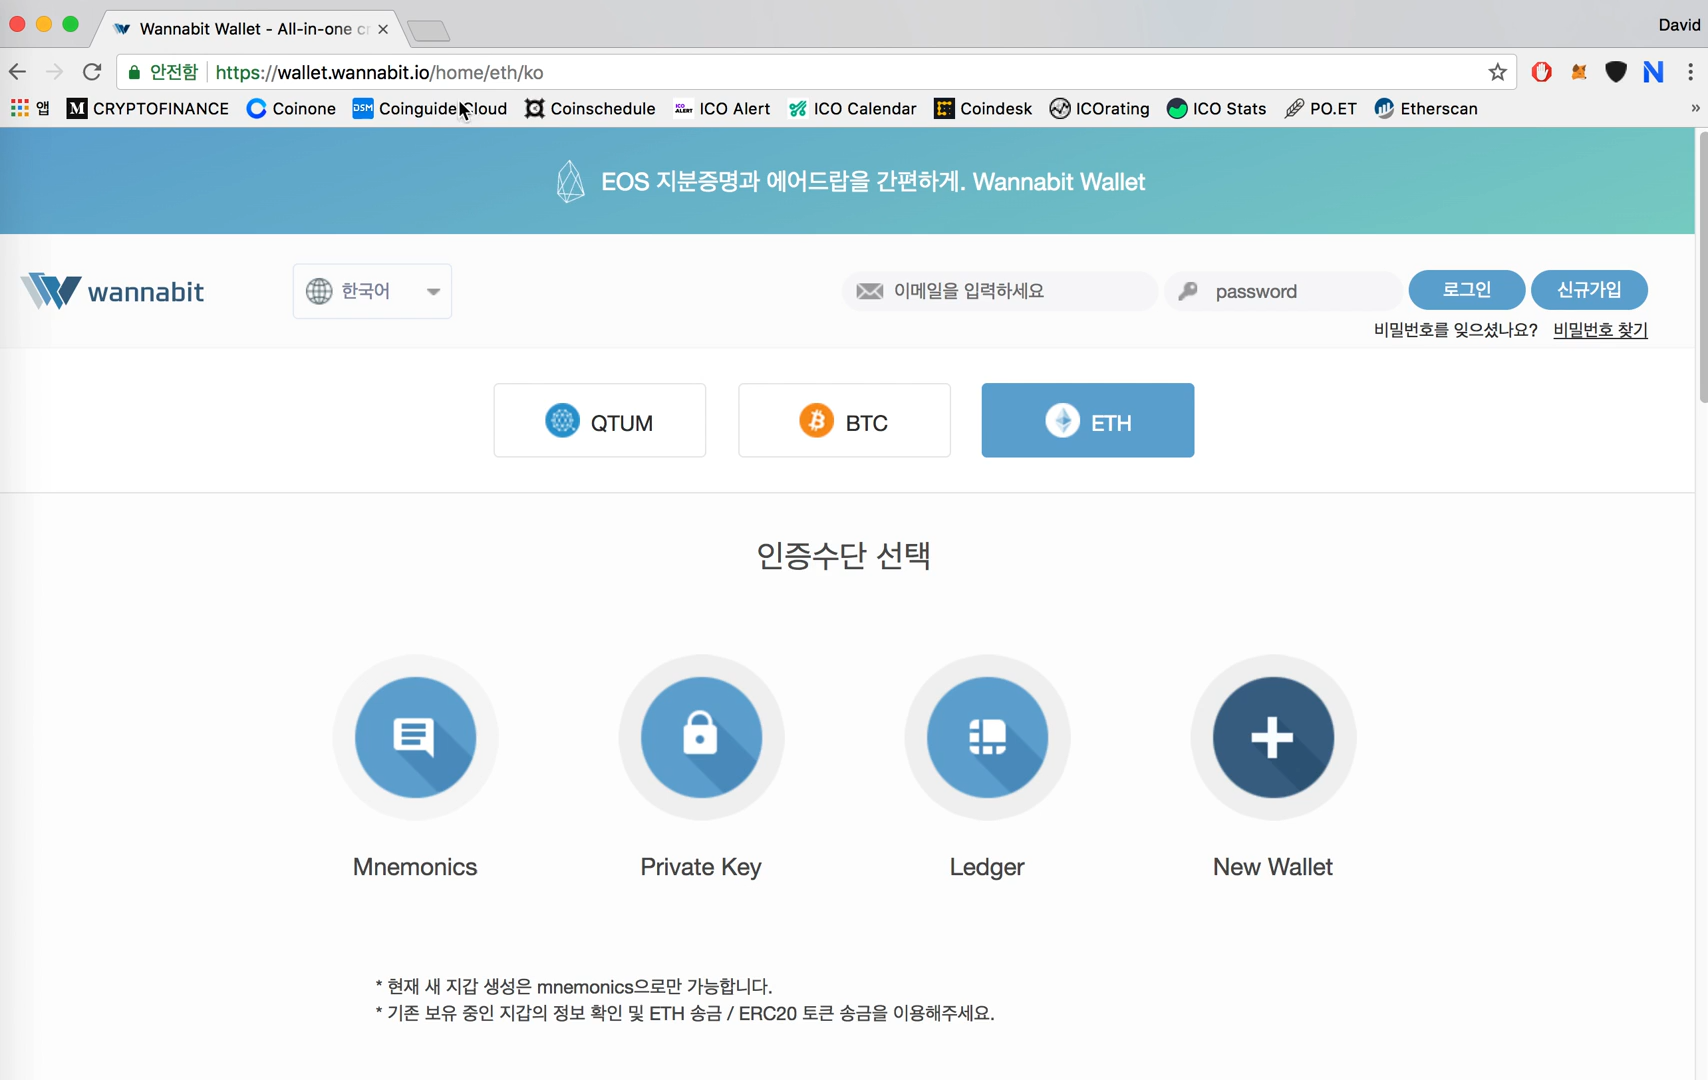 Wannabit Wallet - All-in-one
David
안전함 https://wallet.wannabit.io/home/eth/ko
앱 M CRYPTOFINANCE Coinone DSM Coinguide Cloud Coinschedule ICO ALERT ICO Alert ICO Calendar Coindesk ICOrating ICO Stats PO.ET Etherscan »
EOS 지분증명과 에어드랍을 간편하게. Wannabit Wallet
wannabit 한국어 이메일을 입력하세요 password 로그인 신규가입
비밀번호를 잊으셨나요? 비밀번호 찾기
QTUM BTC ETH
인증수단 선택
Mnemonics Private Key Ledger New Wallet
* 현재 새 지갑 생성은 mnemonics으로만 가능합니다.
* 기존 보유 중인 지갑의 정보 확인 및 ETH 송금 / ERC20 토큰 송금을 이용해주세요.